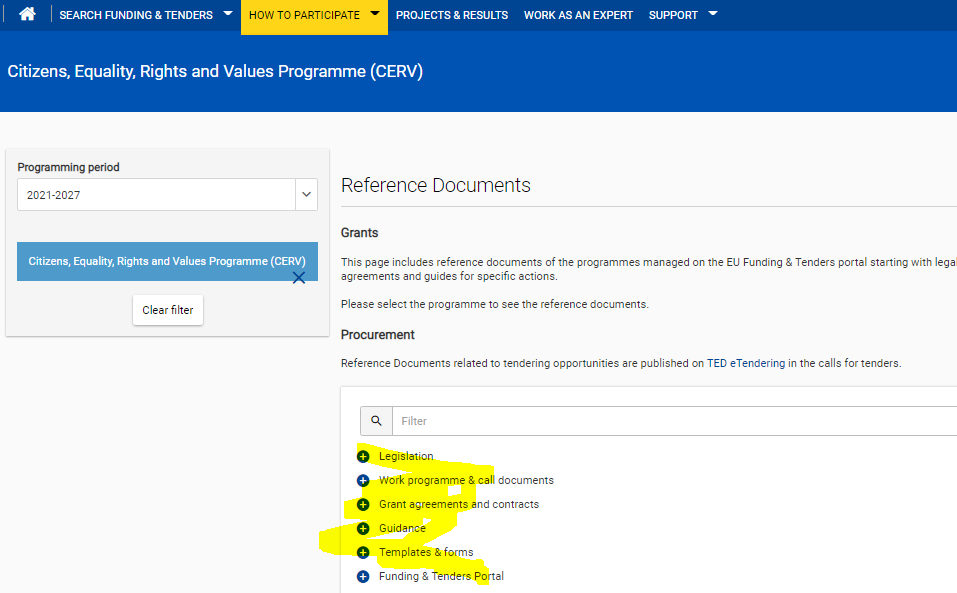 SEARCH FUNDING & TENDERS HOW TO PARTICIPATE PROJECTS & RESULTS WORK AS AN EXPERT SUPPORT
Citizens, Equality, Rights and Values Programme (CERV)
Programming period
2021-2027
Citizens, Equality, Rights and Values Programme (CERV)
Clear filter
Reference Documents
Grants
This page includes reference documents of the programmes managed on the EU Funding & Tenders portal starting with legal
agreements and guides for specific actions.
Please select the programme to see the reference documents.
Procurement
Reference Documents related to tendering opportunities are published on TED eTendering in the calls for tenders.
Filter
Legislation
Work programme & call documents
Grant agreements and contracts
Guidance
Templates & forms
Funding & Tenders Portal